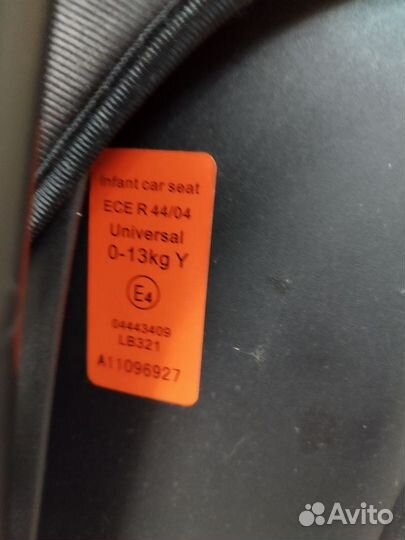 Infant car seat
ECE R 44/04
Universal
0-13kg Y
E4
04443409
LB321
A11096927
Avito